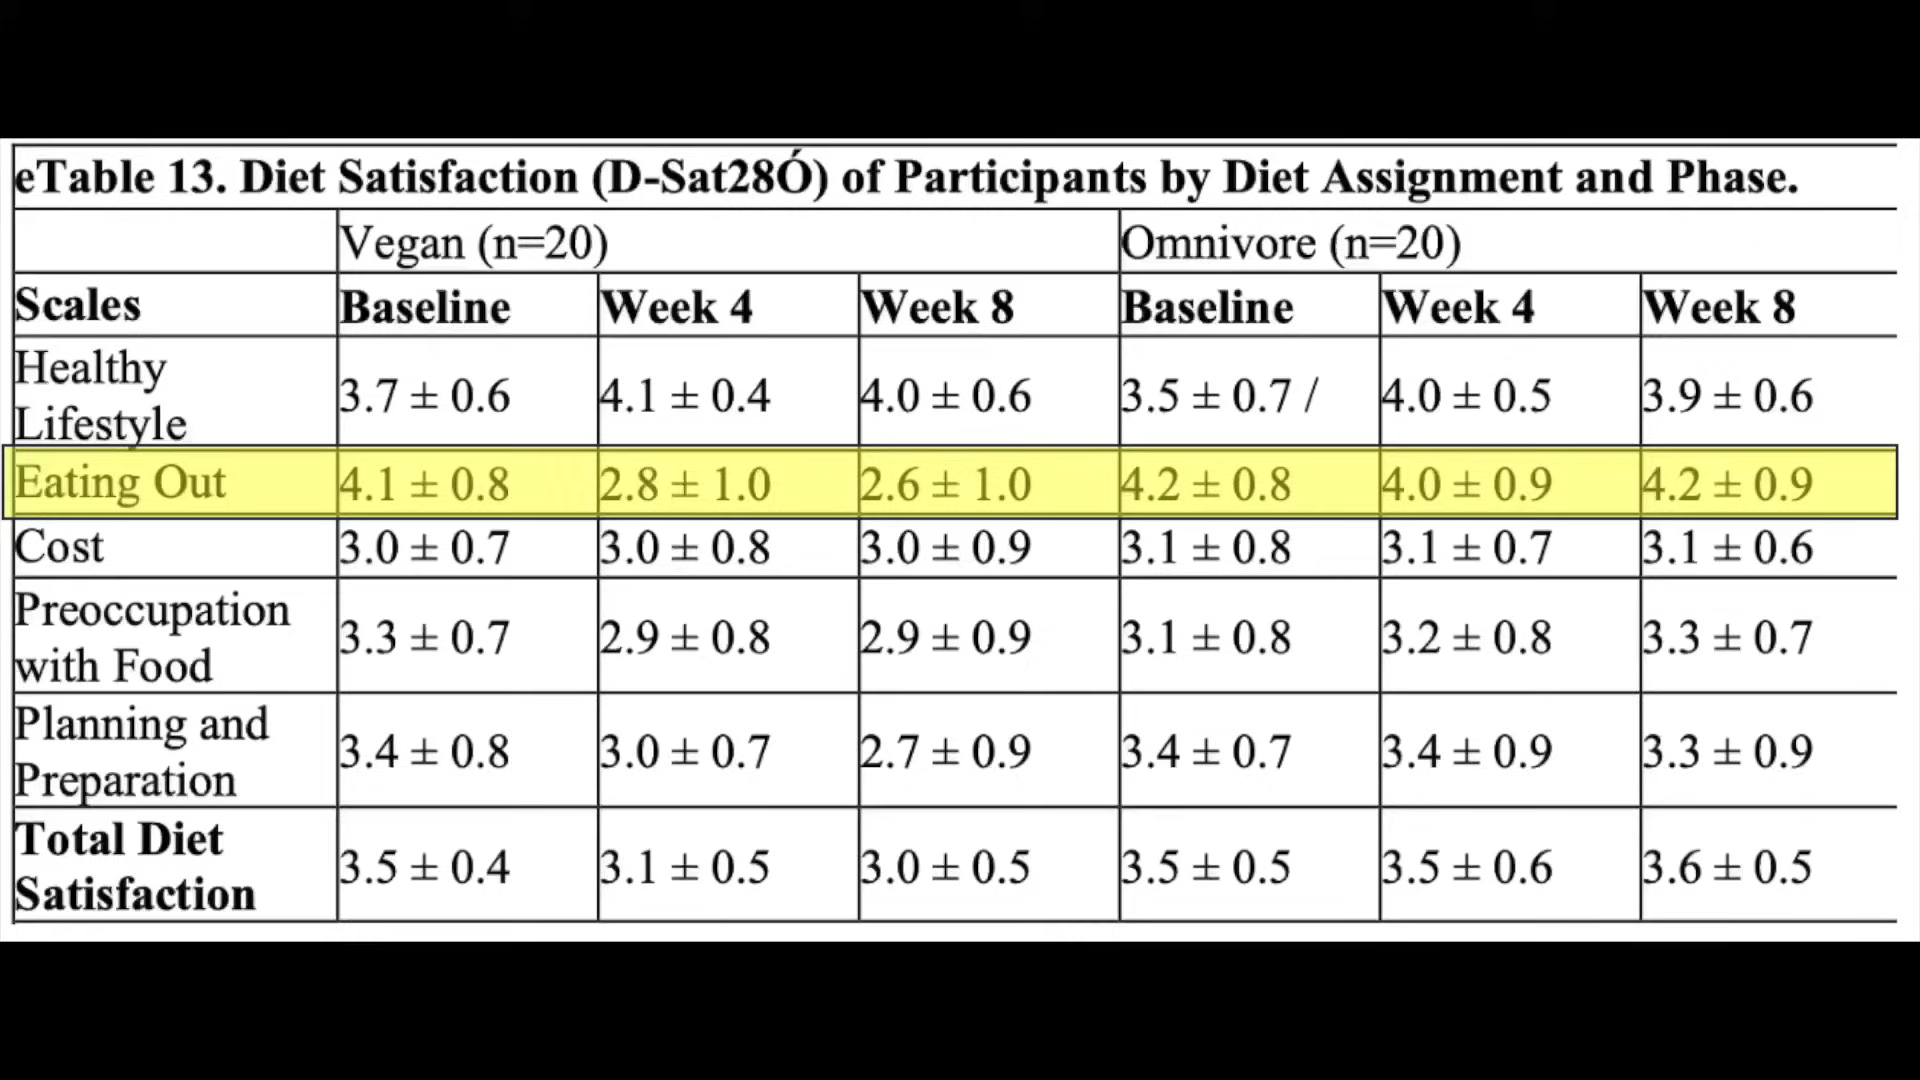 eTable 13. Diet Satisfaction (D-Sat28Ó) of Participants by Diet Assignment and Phase.
Vegan (n=20) Omnivore (n=20)
Scales Baseline Week 4 Week 8 Baseline Week 4 Week 8
Healthy
Lifestyle 3.7 ± 0.6 4.1 ± 0.4 4.0 ± 0.6 3.5 ± 0.7 / 4.0 ± 0.5 3.9 ± 0.6
Eating Out 4.1 ± 0.8 2.8 ± 1.0 2.6 ± 1.0 4.2 ± 0.8 4.0 ± 0.9 4.2 ± 0.9
Cost 3.0 ± 0.7 3.0 ± 0.8 3.0 ± 0.9 3.1 ± 0.8 3.1 ± 0.7 3.1 ± 0.6
Preoccupation
with Food 3.3 ± 0.7 2.9 ± 0.8 2.9 ± 0.9 3.1 ± 0.8 3.2 ± 0.8 3.3 ± 0.7
Planning and
Preparation 3.4 ± 0.8 3.0 ± 0.7 2.7 ± 0.9 3.4 ± 0.7 3.4 ± 0.9 3.3 ± 0.9
Total Diet
Satisfaction 3.5 ± 0.4 3.1 ± 0.5 3.0 ± 0.5 3.5 ± 0.5 3.5 ± 0.6 3.6 ± 0.5